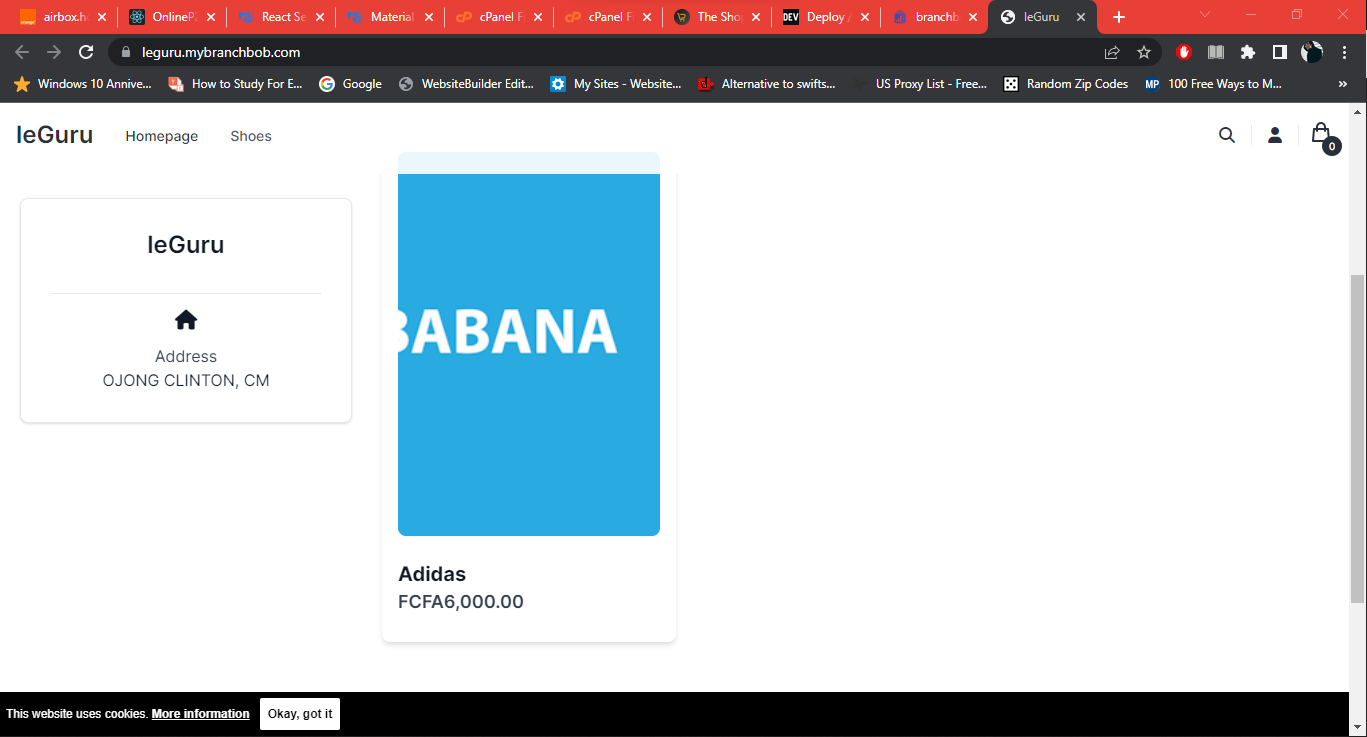 airbox.h
OnlineP
React Se
Material
cPanel F
cPanel F
The Sho
DEV Deploy
branchb
leGuru
leguru.mybranchbob.com
Windows 10 Annive...
How to Study For E...
Google
WebsiteBuilder Edit...
My Sites - Website...
Alternative to swifts...
US Proxy List - Free...
Random Zip Codes
MP 100 Free Ways to M...
»
leGuru
Homepage
Shoes
0
leGuru
Address
OJONG CLINTON, CM
BABANA
Adidas
FCFA6,000.00
This website uses cookies. More information
Okay, got it